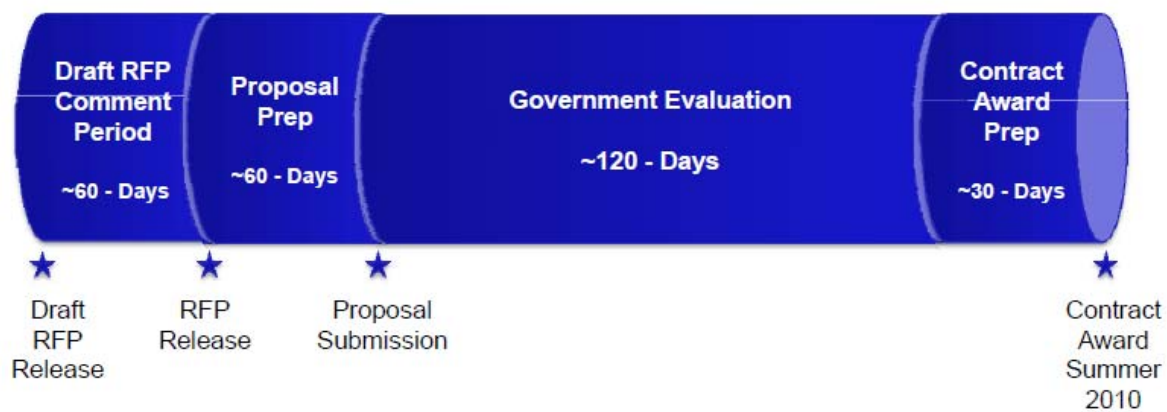 Draft RFP
Comment
Period
~60 - Days
Proposal
Prep
~60 - Days
Government Evaluation
~120 - Days
Contract
Award
Prep
~30 - Days
Draft
RFP
Release
RFP
Release
Proposal
Submission
Contract
Award
Summer
2010